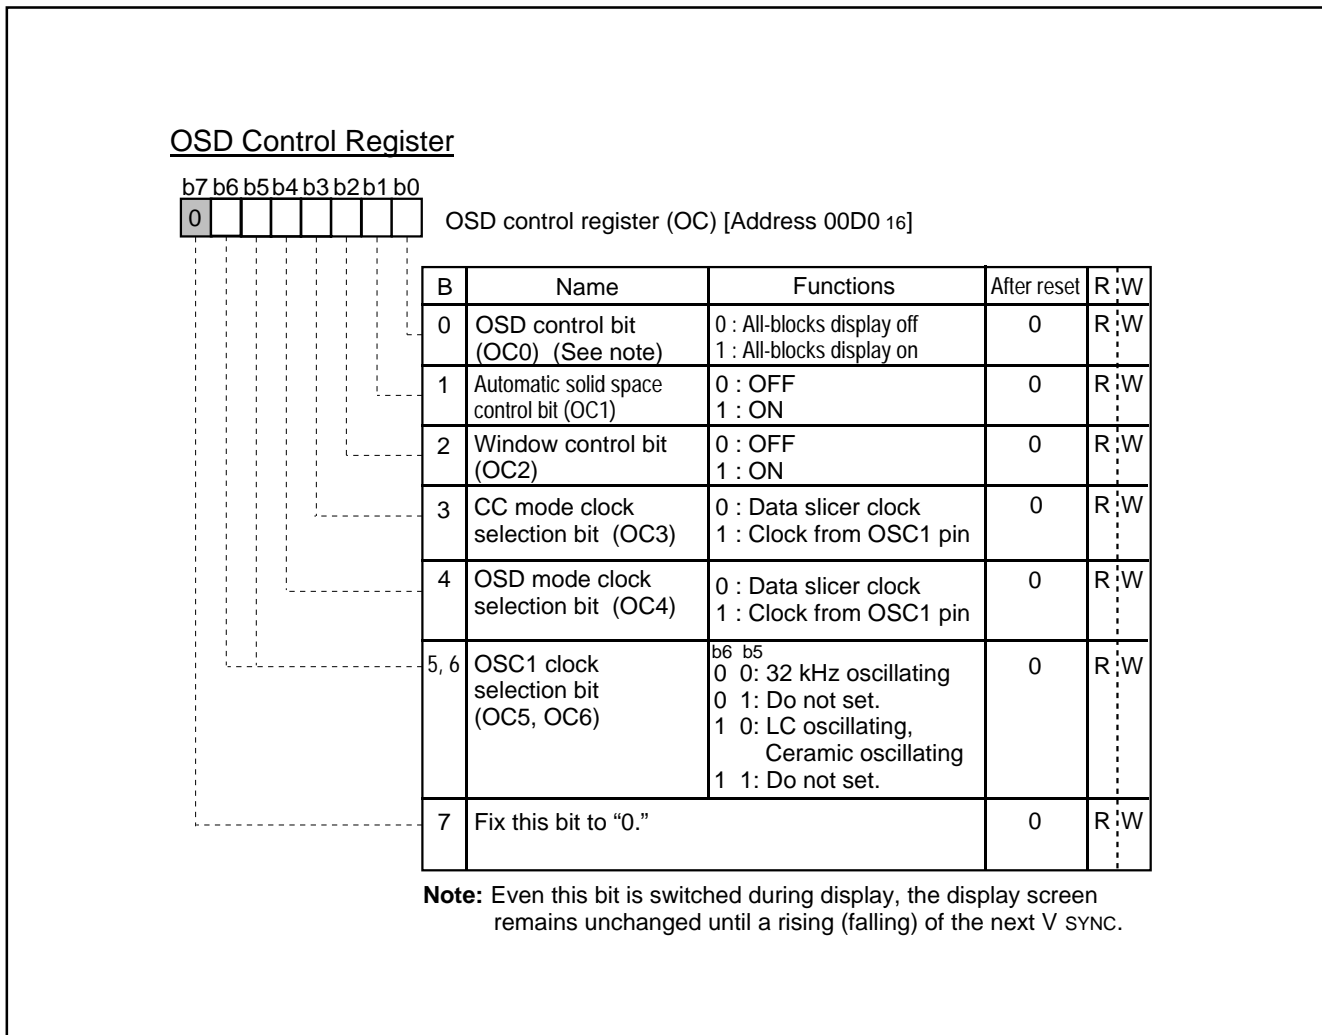 OSD Control Register
b7 b6 b5 b4 b3 b2 b1 b0
0
OSD control register (OC) [Address 00D0 16]
B Name Functions After reset R W
0 OSD control bit (OC0) (See note) 0 : All-blocks display off 0 R W
1 : All-blocks display on
1 Automatic solid space control bit (OC1) 0 : OFF 0 R W
1 : ON
2 Window control bit (OC2) 0 : OFF 0 R W
1 : ON
3 CC mode clock selection bit (OC3) 0 : Data slicer clock 0 R W
1 : Clock from OSC1 pin
4 OSD mode clock selection bit (OC4) 0 : Data slicer clock 0 R W
1 : Clock from OSC1 pin
5, 6 OSC1 clock selection bit (OC5, OC6) b6 b5 0 R W
0 0: 32 kHz oscillating
0 1: Do not set.
1 0: LC oscillating,
Ceramic oscillating
1 1: Do not set.
7 Fix this bit to “0.” 0 R W
Note: Even this bit is switched during display, the display screen
remains unchanged until a rising (falling) of the next V SYNC.